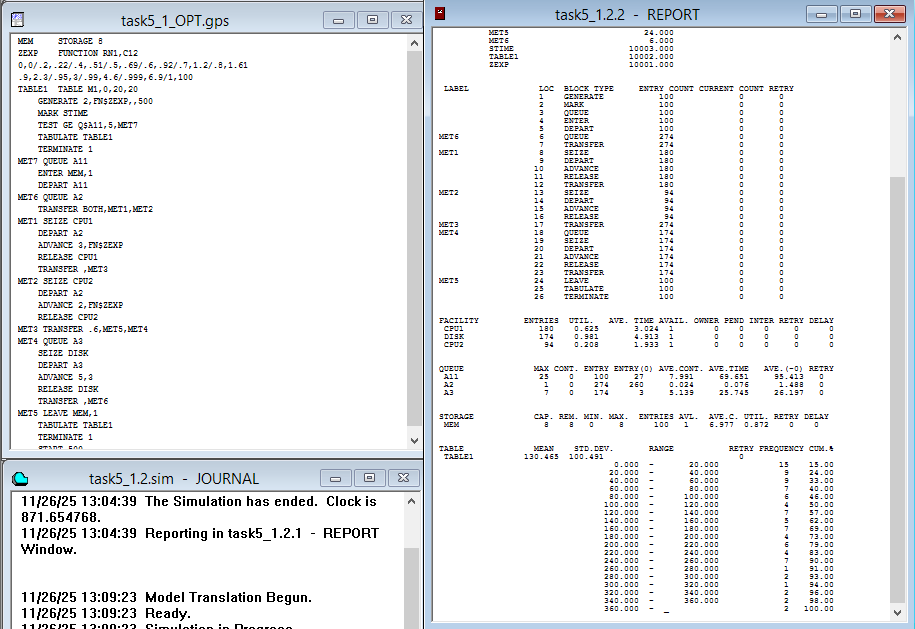 task5_1_OPT.gps
MEM STORAGE 8
ZEXP FUNCTION RN1,C12
0,0/.2,.22/.4,.51/.5,.69/.6,.92/.7,1.2/.8,1.61
.9,2.3/.95,3/.99,4.6/.999,6.9/1,100
TABLE1 TABLE M1,0,20,20
GENERATE 2,FN$ZEXP,,500
MARK STIME
TEST GE Q$A11,5,MET7
TABULATE TABLE1
TERMINATE 1
MET7 QUEUE A11
ENTER MEM,1
DEPART A11
MET6 QUEUE A2
TRANSFER BOTH,MET1,MET2
MET1 SEIZE CPU1
DEPART A2
ADVANCE 3,FN$ZEXP
RELEASE CPU1
TRANSFER ,MET3
MET2 SEIZE CPU2
DEPART A2
ADVANCE 2,FN$ZEXP
RELEASE CPU2
MET3 TRANSFER .6,MET5,MET4
MET4 QUEUE A3
SEIZE DISK
DEPART A3
ADVANCE 5,3
RELEASE DISK
TRANSFER ,MET6
MET5 LEAVE MEM,1
TABULATE TABLE1
TERMINATE 1
START 500
task5_1.2.sim - JOURNAL
11/26/25 13:04:39 The Simulation has ended. Clock is
871.654768.
11/26/25 13:04:39 Reporting in task5_1.2.1 - REPORT
Window.
11/26/25 13:09:23 Model Translation Begun.
11/26/25 13:09:23 Ready.
11/26/25 13:09:23 Simulation in Progress.
task5_1.2.2 - REPORT
MET5 24.000
MET6 6.000
STIME 10003.000
TABLE1 10002.000
ZEXP 10001.000
LABEL LOC BLOCK TYPE ENTRY COUNT CURRENT COUNT RETRY
1 GENERATE 100 0 0
2 MARK 100 0 0
3 QUEUE 100 0 0
4 ENTER 100 0 0
5 DEPART 100 0 0
MET6 6 QUEUE 274 0 0
7 TRANSFER 274 0 0
MET1 8 SEIZE 180 0 0
9 DEPART 180 0 0
10 ADVANCE 180 0 0
11 RELEASE 180 0 0
12 TRANSFER 180 0 0
MET2 13 SEIZE 94 0 0
14 DEPART 94 0 0
15 ADVANCE 94 0 0
16 RELEASE 94 0 0
MET3 17 TRANSFER 274 0 0
MET4 18 QUEUE 174 0 0
19 SEIZE 174 0 0
20 DEPART 174 0 0
21 ADVANCE 174 0 0
22 RELEASE 174 0 0
23 TRANSFER 174 0 0
MET5 24 LEAVE 100 0 0
25 TABULATE 100 0 0
26 TERMINATE 100 0 0
FACILITY ENTRIES UTIL. AVE. TIME AVAIL. OWNER PEND INTER RETRY DELAY
CPU1 180 0.625 3.024 1 0 0 0 0 0
DISK 174 0.981 4.913 1 0 0 0 0 0
CPU2 94 0.208 1.933 1 0 0 0 0 0
QUEUE MAX CONT. ENTRY ENTRY(0) AVE.CONT. AVE.TIME AVE.(-0) RETRY
A11 25 0 100 27 7.991 69.651 95.413 0
A2 1 0 274 260 0.024 0.076 1.488 0
A3 7 0 174 3 5.139 25.745 26.197 0
STORAGE CAP. REM. MIN. MAX. ENTRIES AVL. AVE.C. UTIL. RETRY DELAY
MEM 8 8 0 8 100 1 6.977 0.872 0 0
TABLE MEAN STD.DEV. RANGE RETRY FREQUENCY CUM.%
TABLE1 130.465 100.491 0
0.000 - 20.000 15 15.00
20.000 - 40.000 9 24.00
40.000 - 60.000 9 33.00
60.000 - 80.000 7 40.00
80.000 - 100.000 6 46.00
100.000 - 120.000 4 50.00
120.000 - 140.000 7 57.00
140.000 - 160.000 5 62.00
160.000 - 180.000 7 69.00
180.000 - 200.000 4 73.00
200.000 - 220.000 6 79.00
220.000 - 240.000 4 83.00
240.000 - 260.000 7 90.00
260.000 - 280.000 1 91.00
280.000 - 300.000 2 93.00
300.000 - 320.000 1 94.00
320.000 - 340.000 2 96.00
340.000 - 360.000 2 98.00
360.000 - _ 2 100.00